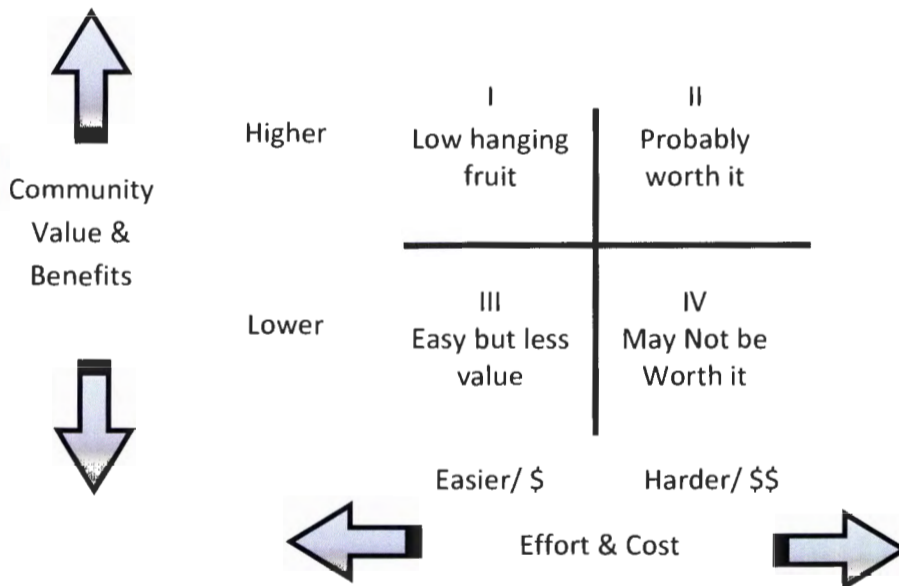 I
II
Higher
Low hanging
fruit
Probably
worth it
Community
Value &
Benefits
Lower
III
Easy but less
value
IV
May Not be
Worth it
Easier/ $
Harder/ $$
Effort & Cost